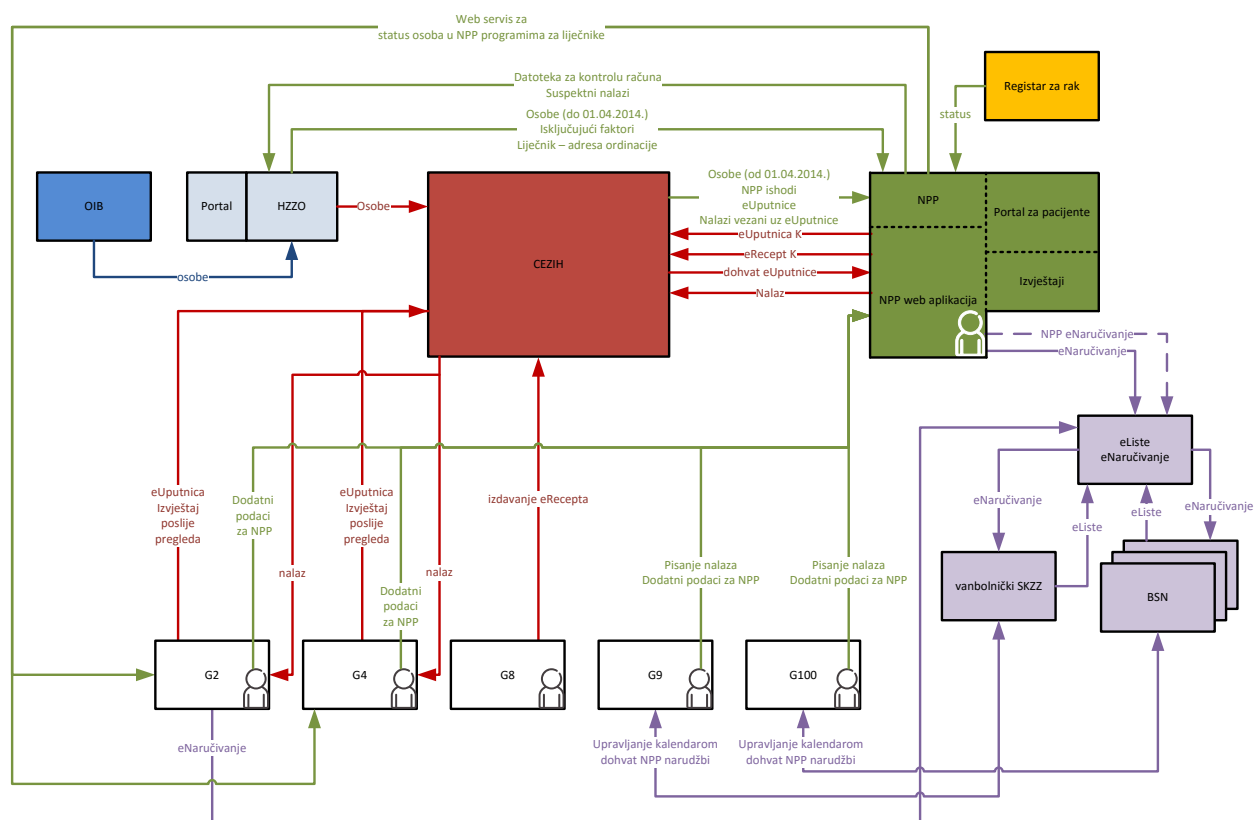 Web servis za
status osoba u NPP programima za liječnike
Datoteka za kontrolu računa
Suspektni nalazi
Registar za rak
status
Osobe (do 01.04.2014.)
Isključujući faktori
Liječnik – adresa ordinacije
OIB
Portal
HZZO
Osobe
osobe
CEZIH
Osobe (od 01.04.2014.)
NPP ishodi
eUputnice
Nalazi vezani uz eUputnice
eUputnica K
eRecept K
dohvat eUputnice
Nalaz
NPP
Portal za pacijente
NPP web aplikacija
Izvještaji
NPP eNaručivanje
eNaručivanje
eListe
eNaručivanje
eNaručivanje
eListe
eListe
eNaručivanje
vanbolnički SKZZ
BSN
eUputnica
Izvještaj
poslije
pregleda
Dodatni
podaci
za NPP
nalaz
eUputnica
Izvještaj
poslije
pregleda
Dodatni
podaci
za NPP
nalaz
izdavanje eRecepta
Pisanje nalaza
Dodatni podaci za NPP
Pisanje nalaza
Dodatni podaci za NPP
G2
G4
G8
G9
G100
eNaručivanje
Upravljanje kalendarom
dohvat NPP narudžbi
Upravljanje kalendarom
dohvat NPP narudžbi